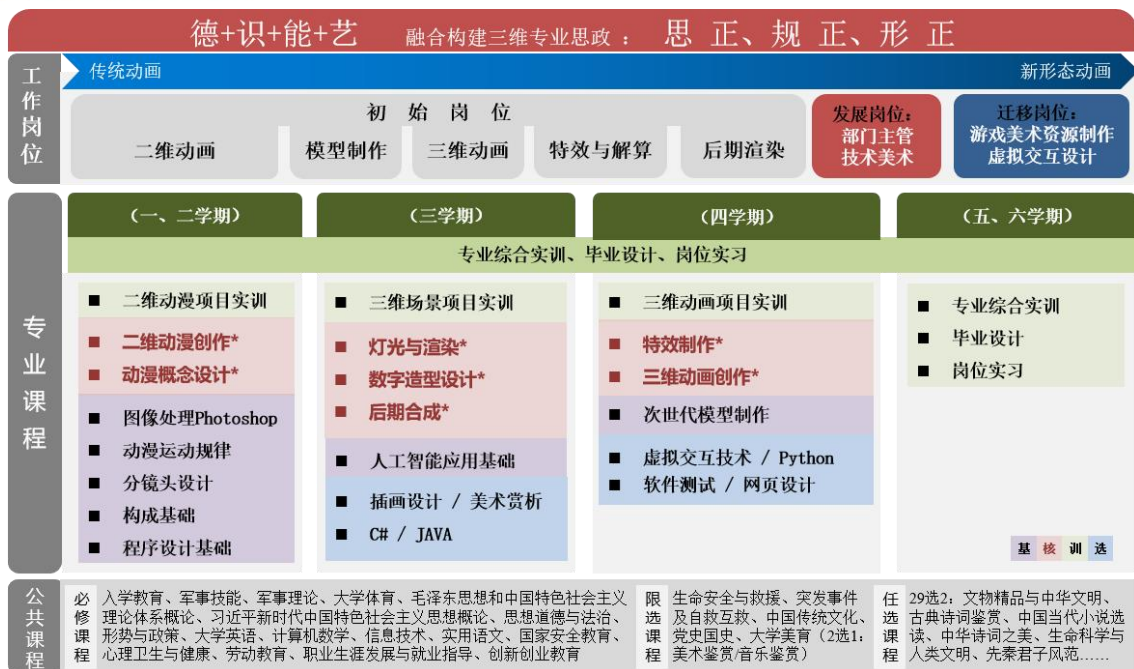 德+识+能+艺 融合构建三维专业思政： 思 正、规 正、形 正
工作岗位
传统动画 新形态动画
初 始 岗 位
二维动画 模型制作 三维动画 特效与解算 后期渲染
发展岗位：
部门主管
技术美术
迁移岗位：
游戏美术资源制作
虚拟交互设计
专业课程
（一、二学期） （三学期） （四学期） （五、六学期）
专业综合实训、毕业设计、岗位实习
■ 二维动漫项目实训
■ 二维动漫创作*
■ 动漫概念设计*
■ 图像处理Photoshop
■ 动漫运动规律
■ 分镜头设计
■ 构成基础
■ 程序设计基础
■ 三维场景项目实训
■ 灯光与渲染*
■ 数字造型设计*
■ 后期合成*
■ 人工智能应用基础
■ 插画设计 / 美术赏析
■ C# / JAVA
■ 三维动画项目实训
■ 特效制作*
■ 三维动画创作*
■ 次世代模型制作
■ 虚拟交互技术 / Python
■ 软件测试 / 网页设计
■ 专业综合实训
■ 毕业设计
■ 岗位实习
基 核 训 选
公共课程
必修课程
入学教育、军事技能、军事理论、大学体育、毛泽东思想和中国特色社会主义
理论体系概论、习近平新时代中国特色社会主义思想概论、思想道德与法治、
形势与政策、大学英语、计算机数学、信息技术、实用语文、国家安全教育、
心理卫生与健康、劳动教育、职业生涯发展与就业指导、创新创业教育
限选课程
生命安全与救援、突发事件
及自救互救、中国传统文化、
党史国史、大学美育（2选1：
美术鉴赏/音乐鉴赏）
任选课程
29选2：文物精品与中华文明、
古典诗词鉴赏、中国当代小说选
读、中华诗词之美、生命科学与
人类文明、先秦君子风范……